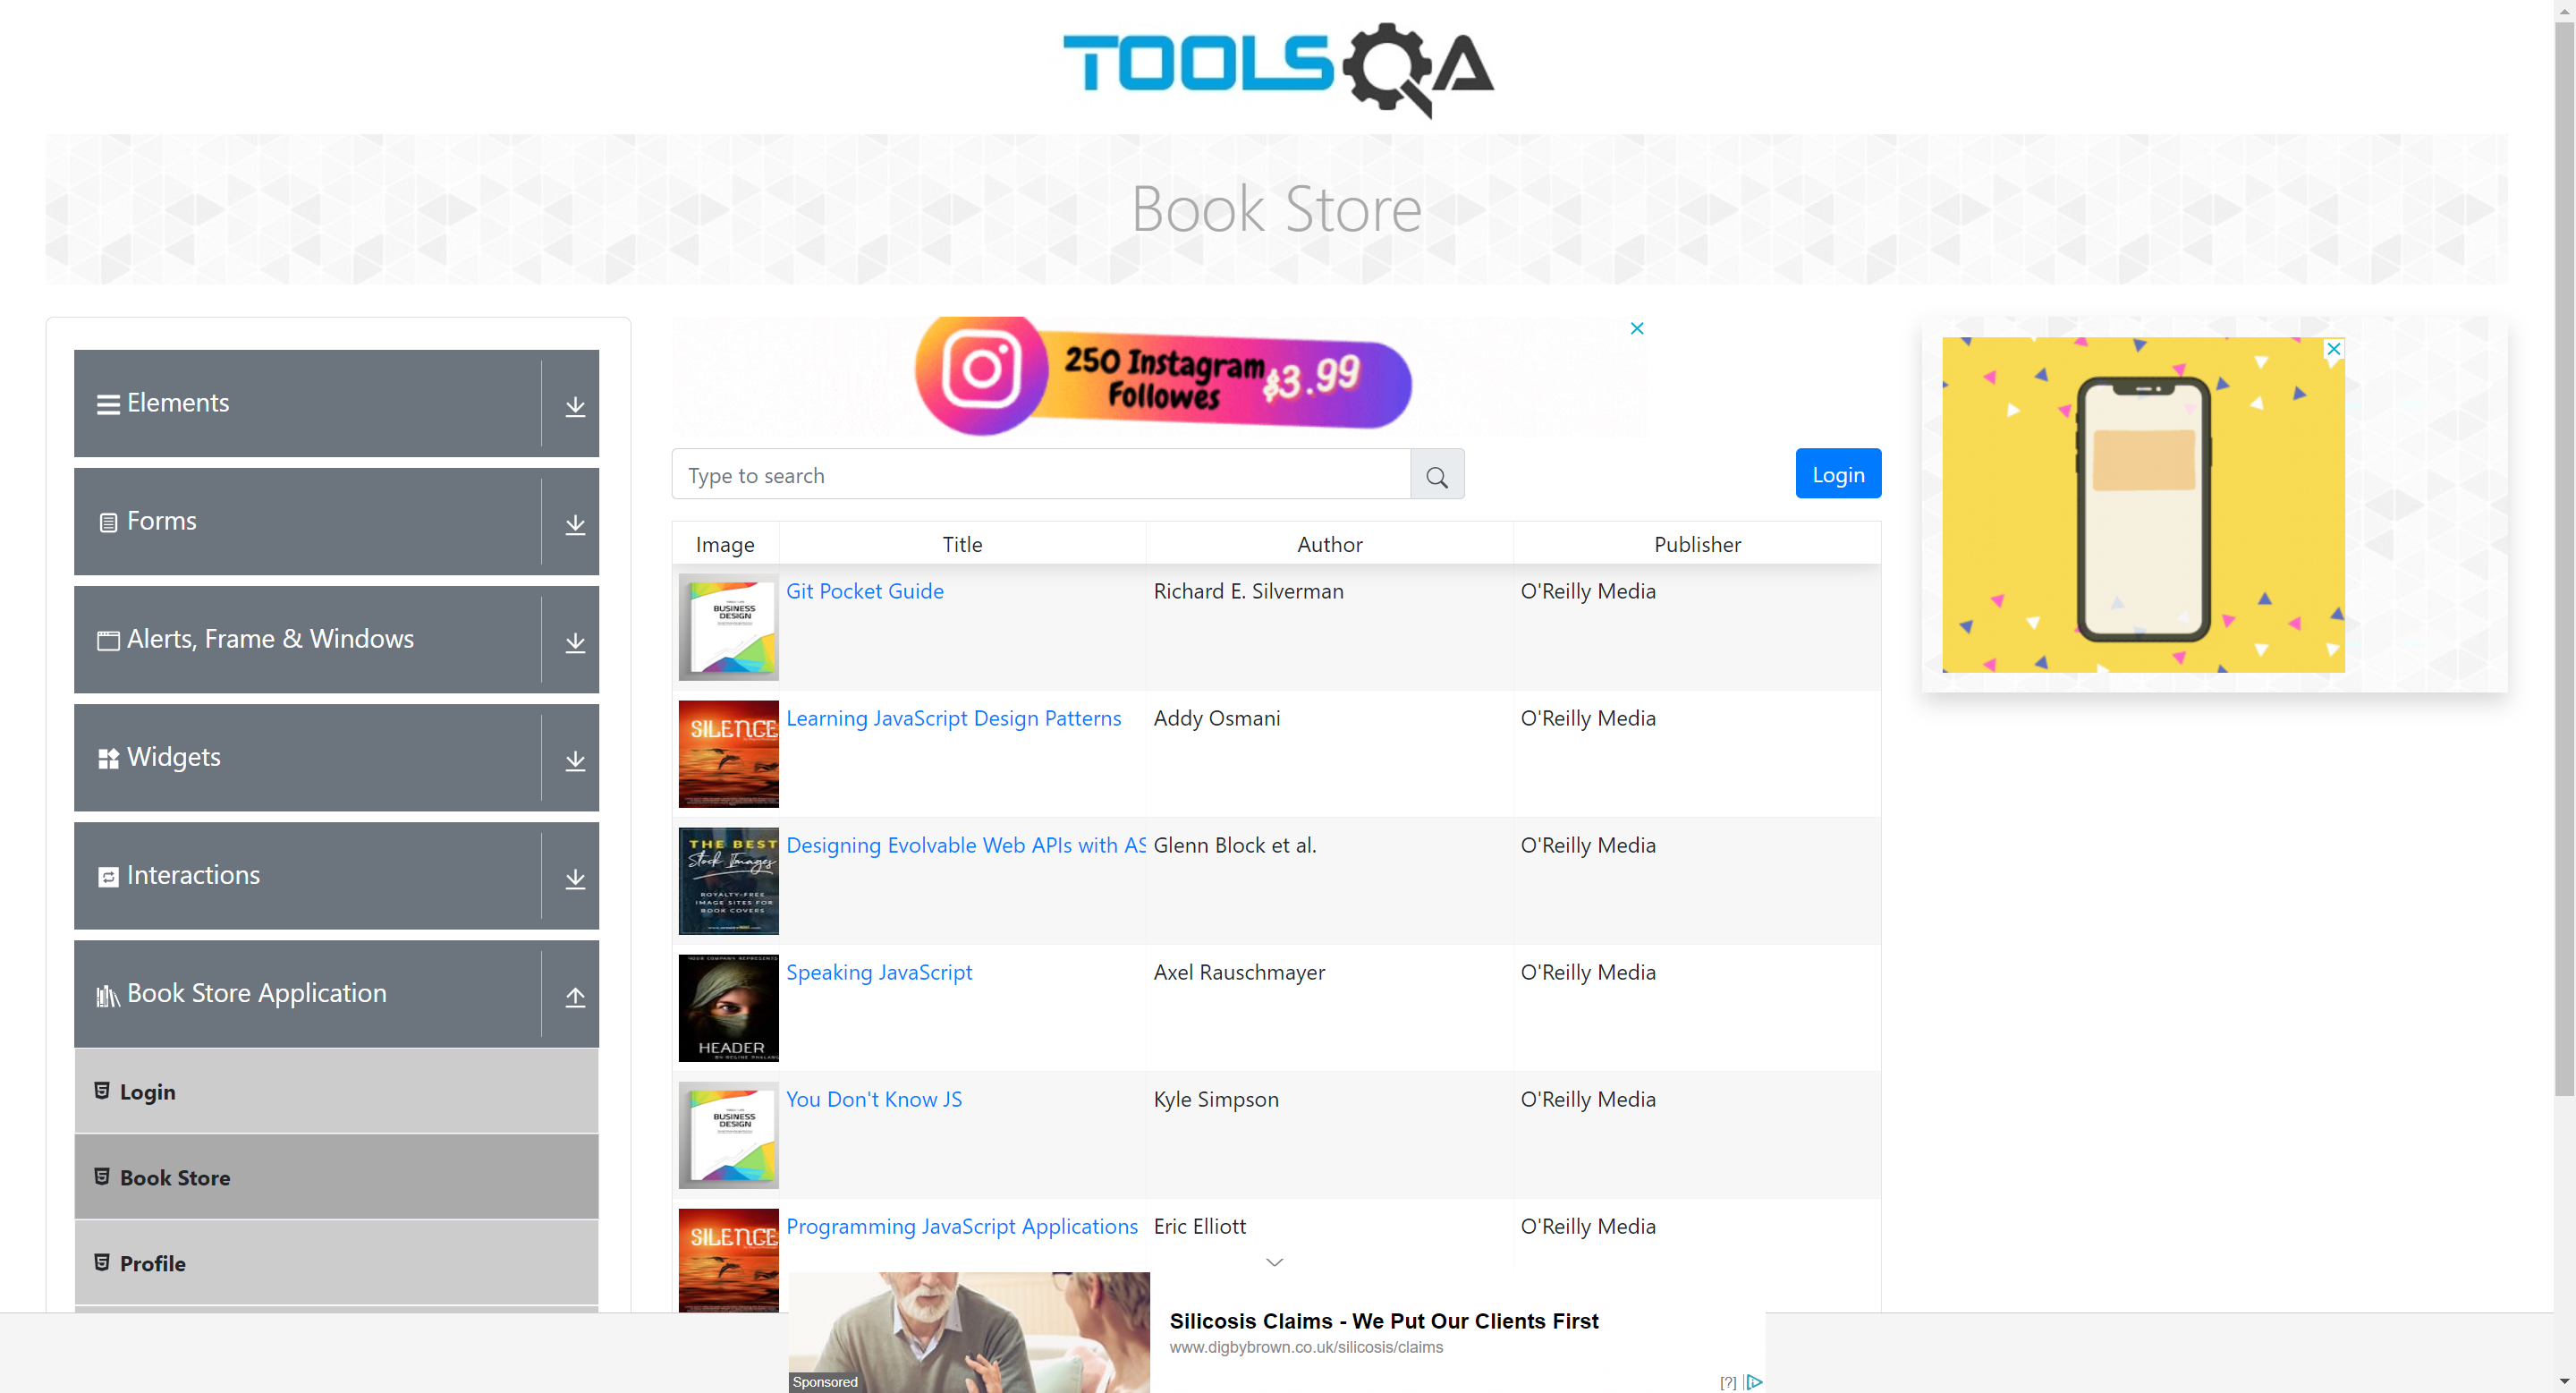 TOOLSQA
Book Store
Elements
Forms
Alerts, Frame & Windows
Widgets
Interactions
Book Store Application
Login
Book Store
Profile
250 Instagram
Followes
$3.99
Type to search
Login
Image Title Author Publisher
BUSINESS
DESIGN
Git Pocket Guide Richard E. Silverman O'Reilly Media
SILENCE
Learning JavaScript Design Patterns Addy Osmani O'Reilly Media
THE BEST
Stock Images
ROYALTY-FREE
IMAGE SITES FOR
BOOK COVERS
Designing Evolvable Web APIs with AS Glenn Block et al. O'Reilly Media
YOUR COMPANY REPRESENTS
HEADER
Speaking JavaScript Axel Rauschmayer O'Reilly Media
BUSINESS
DESIGN
You Don't Know JS Kyle Simpson O'Reilly Media
SILENCE
Programming JavaScript Applications Eric Elliott O'Reilly Media
Silicosis Claims - We Put Our Clients First
www.digbybrown.co.uk/silicosis/claims
Sponsored
[?]